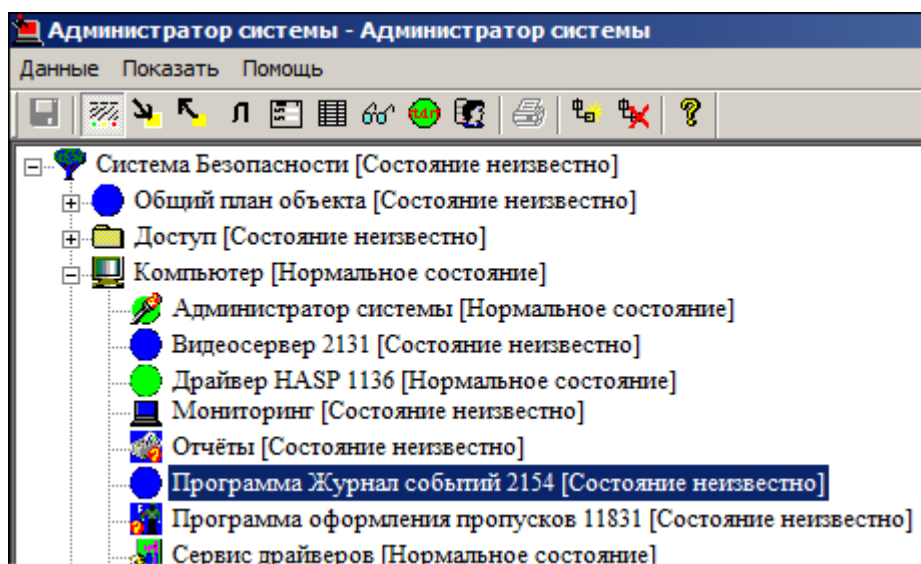 Администратор системы - Администратор системы
Данные Показать Помощь
Л
Система Безопасности [Состояние неизвестно]
Общий план объекта [Состояние неизвестно]
Доступ [Состояние неизвестно]
Компьютер [Нормальное состояние]
Администратор системы [Нормальное состояние]
Видеосервер 2131 [Состояние неизвестно]
Драйвер HASP 1136 [Нормальное состояние]
Мониторинг [Состояние неизвестно]
Отчёты [Состояние неизвестно]
Программа Журнал событий 2154 [Состояние неизвестно]
Программа оформления пропусков 11831 [Состояние неизвестно]
Сервис драйверов [Нормальное состояние]